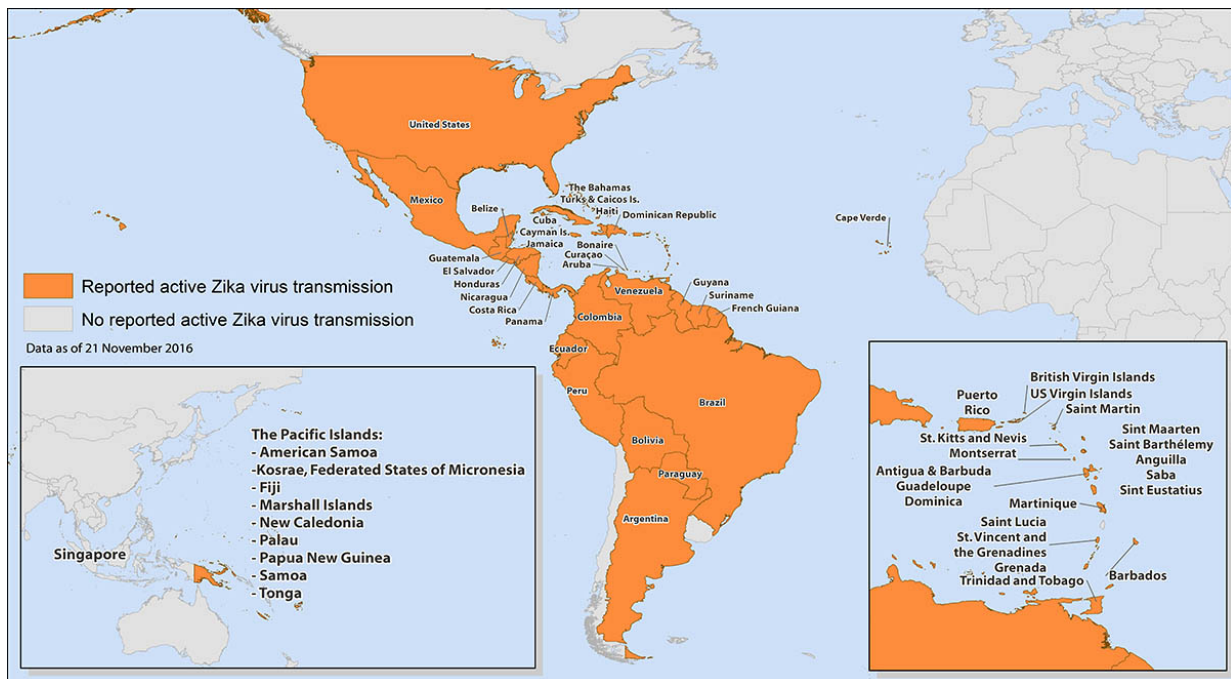 United States
Mexico
The Bahamas
Turks & Caicos Is.
Haiti
Dominican Republic
Belize
Cuba
Cayman Is.
Jamaica
Bonaire
Curaçao
Aruba
Cape Verde
Guatemala
El Salvador
Honduras
Nicaragua
Costa Rica
Panama
Venezuela
Guyana
Suriname
French Guiana
Colombia
Ecuador
Peru
Brazil
Bolivia
Paraguay
Argentina
Reported active Zika virus transmission
No reported active Zika virus transmission
Data as of 21 November 2016
The Pacific Islands:
- American Samoa
-Kosrae, Federated States of Micronesia
- Fiji
- Marshall Islands
- New Caledonia
- Palau
- Papua New Guinea
- Samoa
- Tonga
Singapore
British Virgin Islands
US Virgin Islands
Saint Martin
Puerto
Rico
Sint Maarten
Saint Barthélemy
Anguilla
Saba
Sint Eustatius
St. Kitts and Nevis
Montserrat
Antigua & Barbuda
Guadeloupe
Dominica
Martinique
Saint Lucia
St. Vincent and
the Grenadines
Grenada
Trinidad and Tobago
Barbados